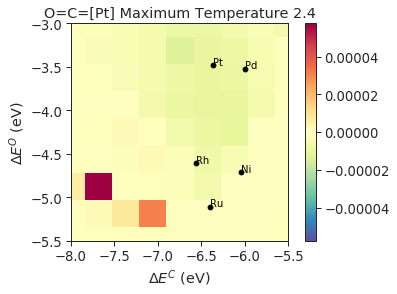 O=C=[Pt] Maximum Temperature 2.4
−3.0
−3.5
−4.0
−4.5
−5.0
−5.5
ΔE^O (eV)
Pt
Pd
Rh
Ni
Ru
−8.0 −7.5 −7.0 −6.5 −6.0 −5.5
ΔE^C (eV)
0.00004
0.00002
0.00000
−0.00002
−0.00004